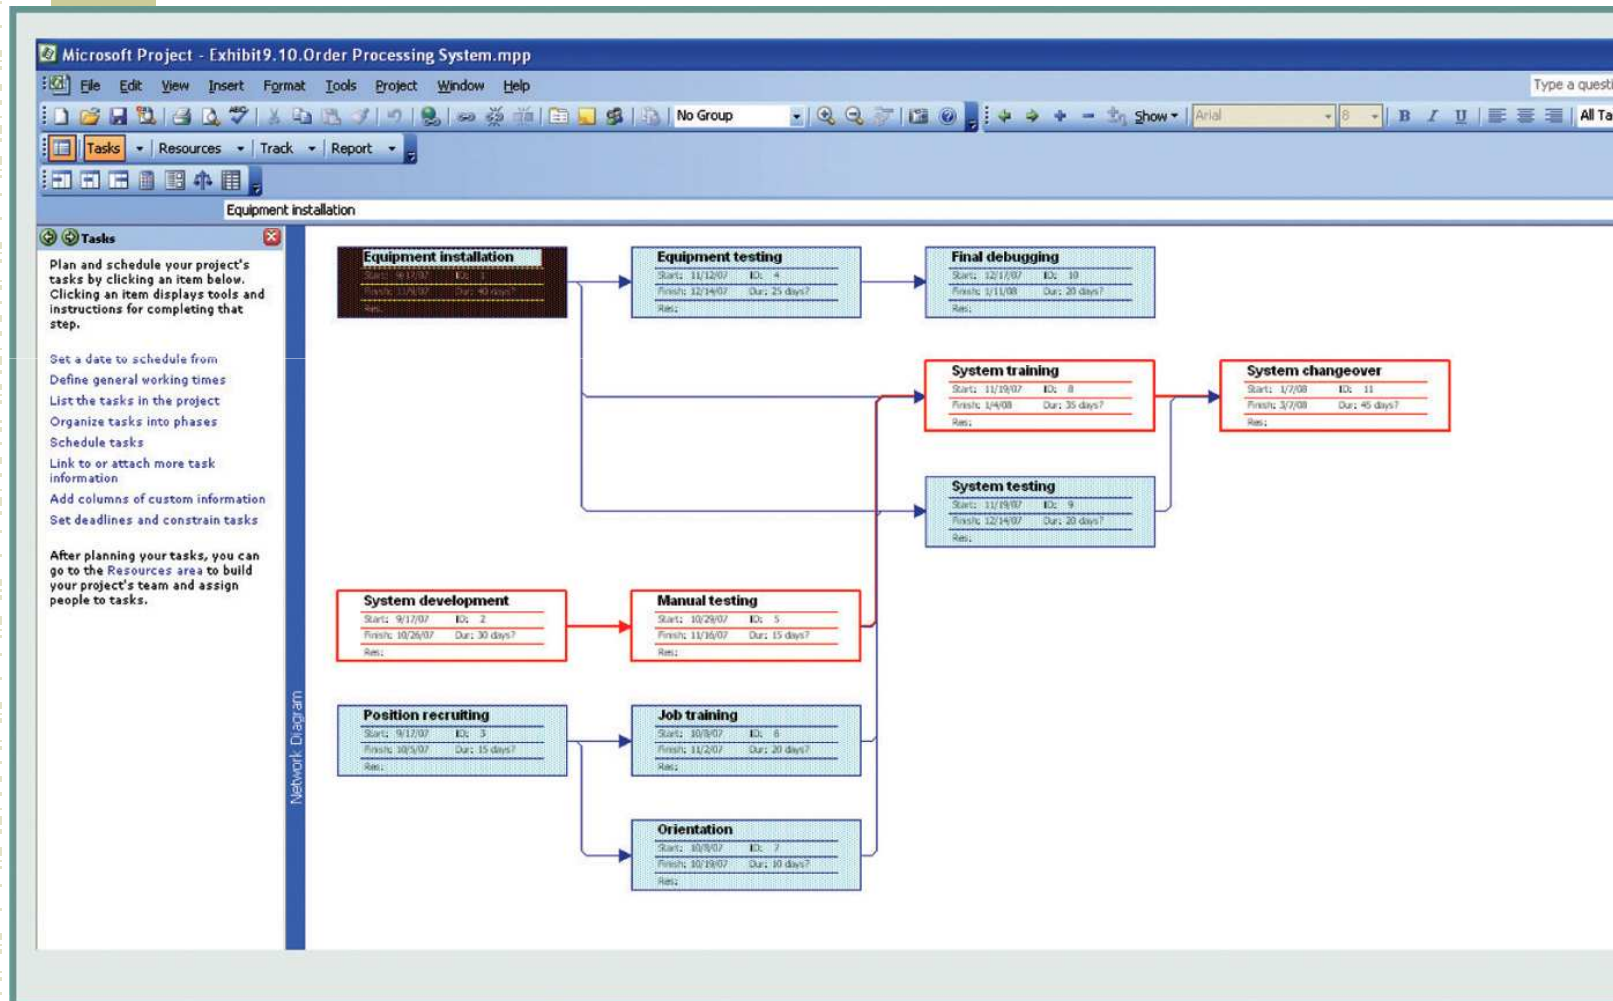 Microsoft Project - Exhibit9.10.Order Processing System.mpp
File Edit View Insert Format Tools Project Window Help
Type a questi
No Group
Show
Arial
8
B I U
All Ta
Tasks Resources Track Report
Equipment installation
Tasks
Plan and schedule your project's
tasks by clicking an item below.
Clicking an item displays tools and
instructions for completing that
step.
Set a date to schedule from
Define general working times
List the tasks in the project
Organize tasks into phases
Schedule tasks
Link to or attach more task
information
Add columns of custom information
Set deadlines and constrain tasks
After planning your tasks, you can
go to the Resources area to build
your project's team and assign
people to tasks.
Network Diagram
Equipment installation
Start: 9/17/07 ID: 1
Finish: 11/9/07 Dur: 40 days?
Res:
Equipment testing
Start: 11/12/07 ID: 4
Finish: 12/14/07 Dur: 25 days?
Res:
Final debugging
Start: 12/17/07 ID: 10
Finish: 1/11/08 Dur: 20 days?
Res:
System training
Start: 11/19/07 ID: 8
Finish: 1/4/08 Dur: 35 days?
Res:
System changeover
Start: 1/7/08 ID: 11
Finish: 3/7/08 Dur: 45 days?
Res:
System testing
Start: 11/19/07 ID: 9
Finish: 12/14/07 Dur: 20 days?
Res:
System development
Start: 9/17/07 ID: 2
Finish: 10/26/07 Dur: 30 days?
Res:
Manual testing
Start: 10/29/07 ID: 5
Finish: 11/16/07 Dur: 15 days?
Res:
Position recruiting
Start: 9/17/07 ID: 3
Finish: 10/5/07 Dur: 15 days?
Res:
Job training
Start: 10/8/07 ID: 6
Finish: 11/2/07 Dur: 20 days?
Res:
Orientation
Start: 10/8/07 ID: 7
Finish: 10/19/07 Dur: 10 days?
Res: